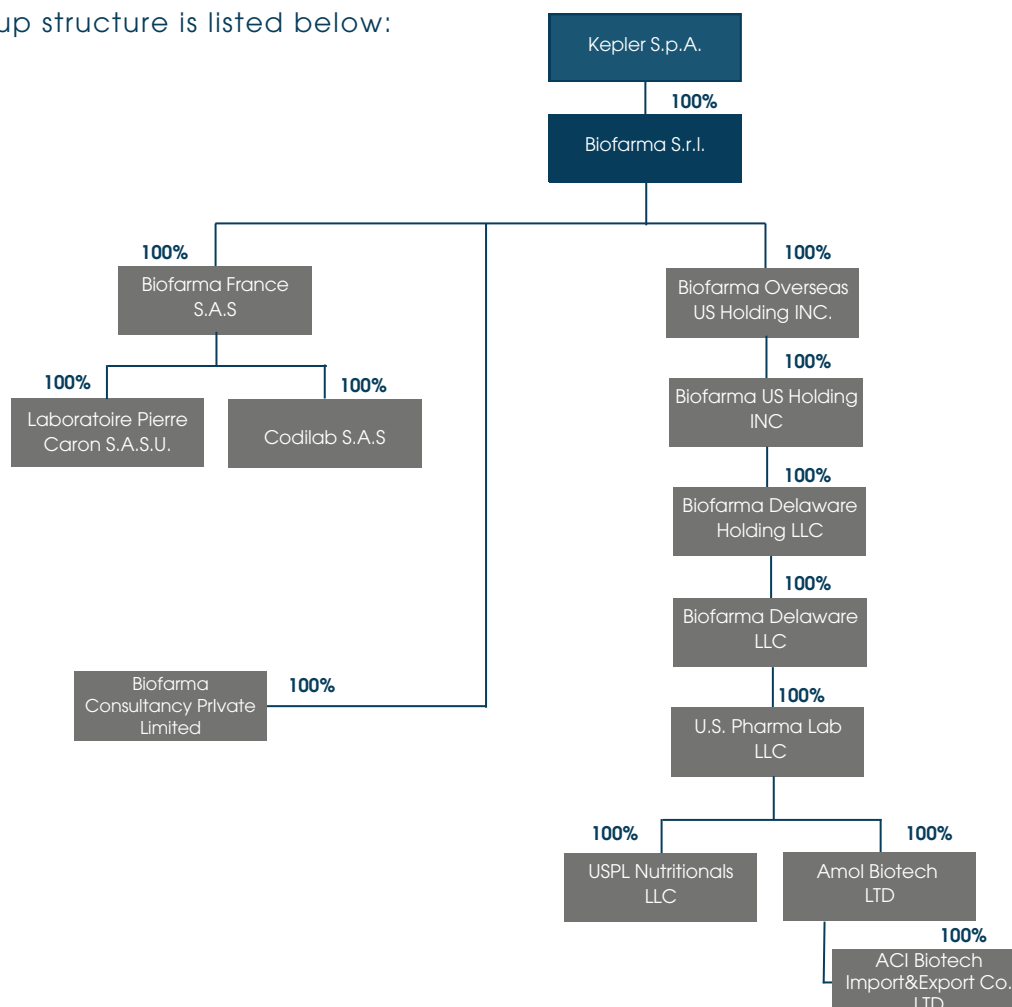 up structure is listed below:
Kepler S.p.A.
100%
Biofarma S.r.l.
100%
Biofarma France
S.A.S
100%
Laboratoire Pierre
Caron S.A.S.U.
100%
Codilab S.A.S
100%
Biofarma
Consultancy Private
Limited
100%
Biofarma Overseas
US Holding INC.
100%
Biofarma US Holding
INC
100%
Biofarma Delaware
Holding LLC
100%
Biofarma Delaware
LLC
100%
U.S. Pharma Lab
LLC
100%
USPL Nutritionals
LLC
100%
Amol Biotech
LTD
100%
ACI Biotech
Import&Export Co.
LTD